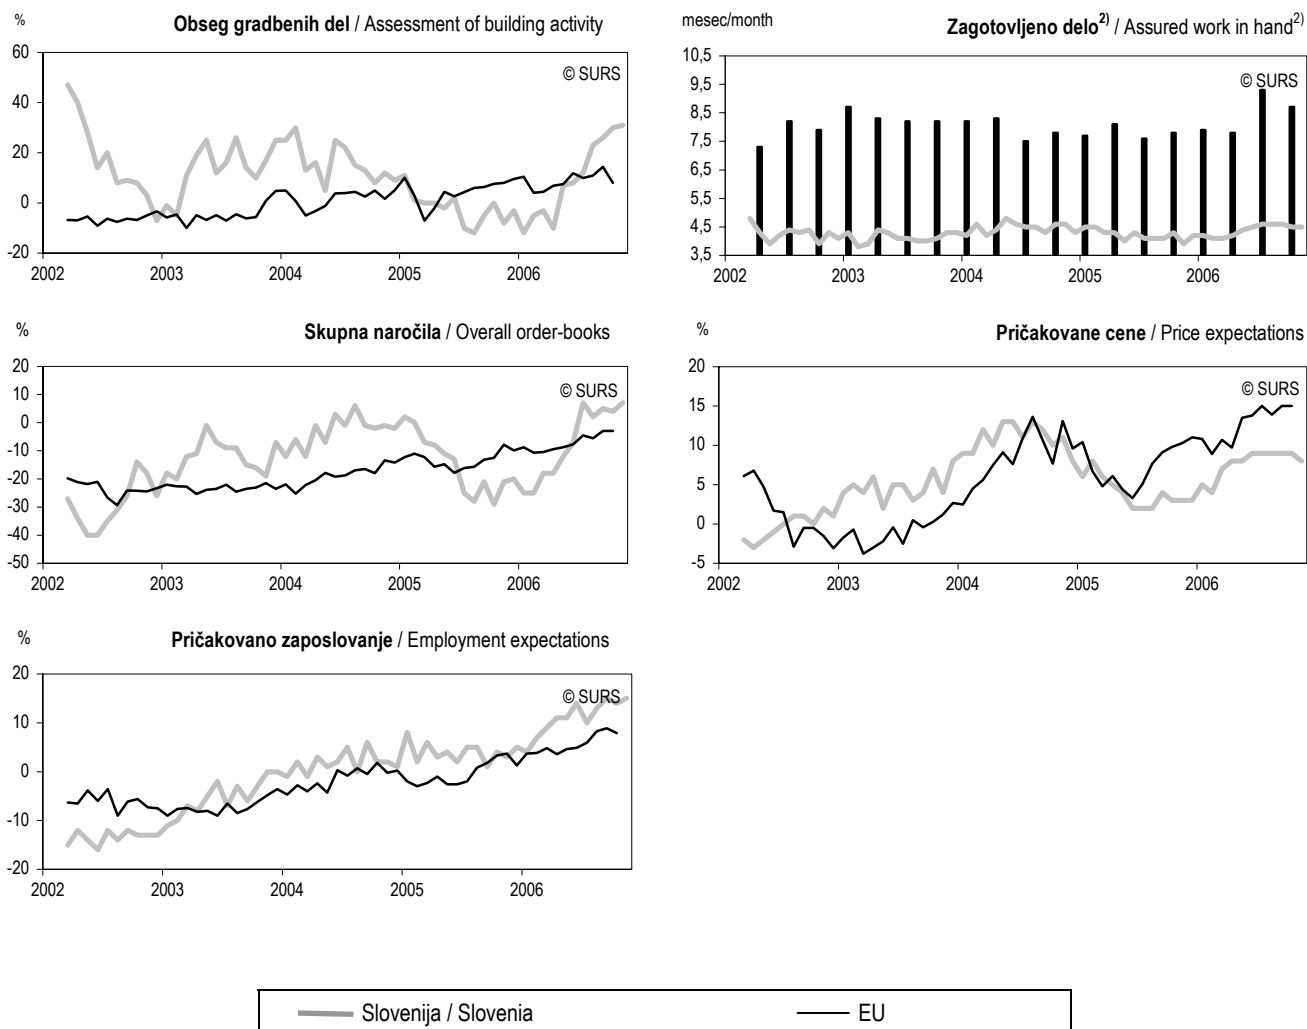 %
Obseg gradbenih del / Assessment of building activity
60
40
20
0
-20
© SURS
2002 2003 2004 2005 2006
mesec/month
Zagotovljeno delo2) / Assured work in hand2)
10,5
9,5
8,5
7,5
6,5
5,5
4,5
3,5
© SURS
2002 2003 2004 2005 2006
%
Skupna naročila / Overall order-books
20
10
0
-10
-20
-30
-40
-50
© SURS
2002 2003 2004 2005 2006
%
Pričakovane cene / Price expectations
20
15
10
5
0
-5
© SURS
2002 2003 2004 2005 2006
%
Pričakovano zaposlovanje / Employment expectations
20
10
0
-10
-20
© SURS
2002 2003 2004 2005 2006
Slovenija / Slovenia EU